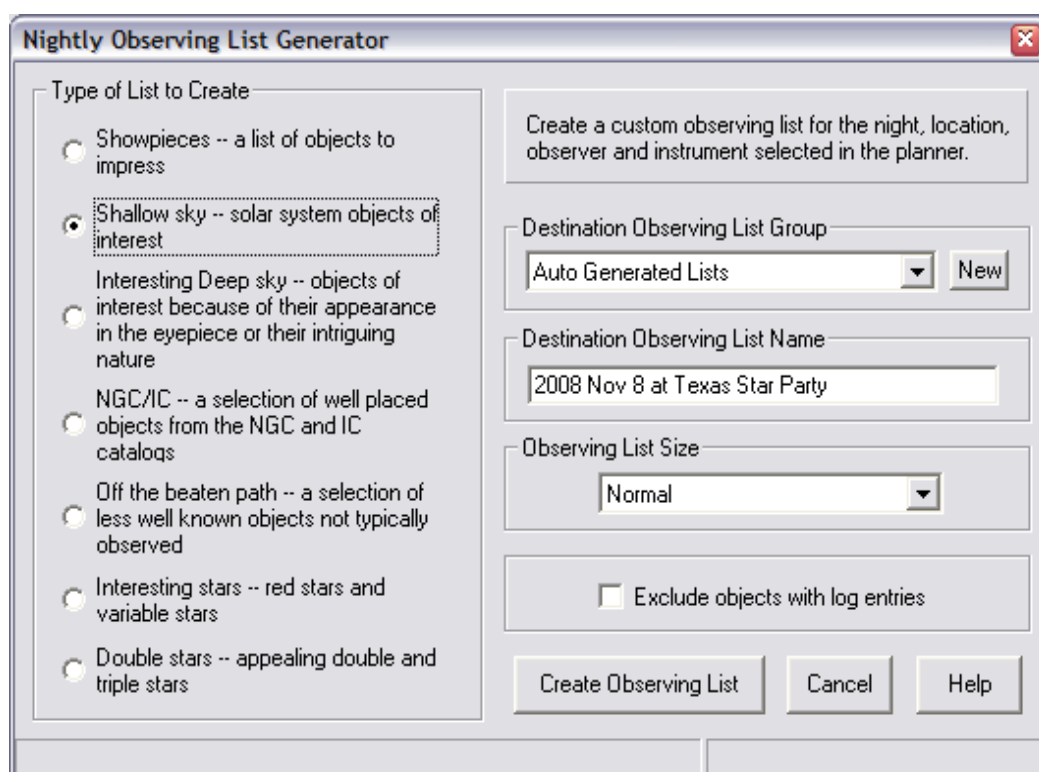 Nightly Observing List Generator
Type of List to Create
Showpieces -- a list of objects to
impress
Shallow sky -- solar system objects of
interest
Interesting Deep sky -- objects of
interest because of their appearance
in the eyepiece or their intriguing
nature
NGC/IC -- a selection of well placed
objects from the NGC and IC
catalogs
Off the beaten path -- a selection of
less well known objects not typically
observed
Interesting stars -- red stars and
variable stars
Double stars -- appealing double and
triple stars
Create a custom observing list for the night, location,
observer and instrument selected in the planner.
Destination Observing List Group
Auto Generated Lists
New
Destination Observing List Name
2008 Nov 8 at Texas Star Party
Observing List Size
Normal
Exclude objects with log entries
Create Observing List
Cancel
Help